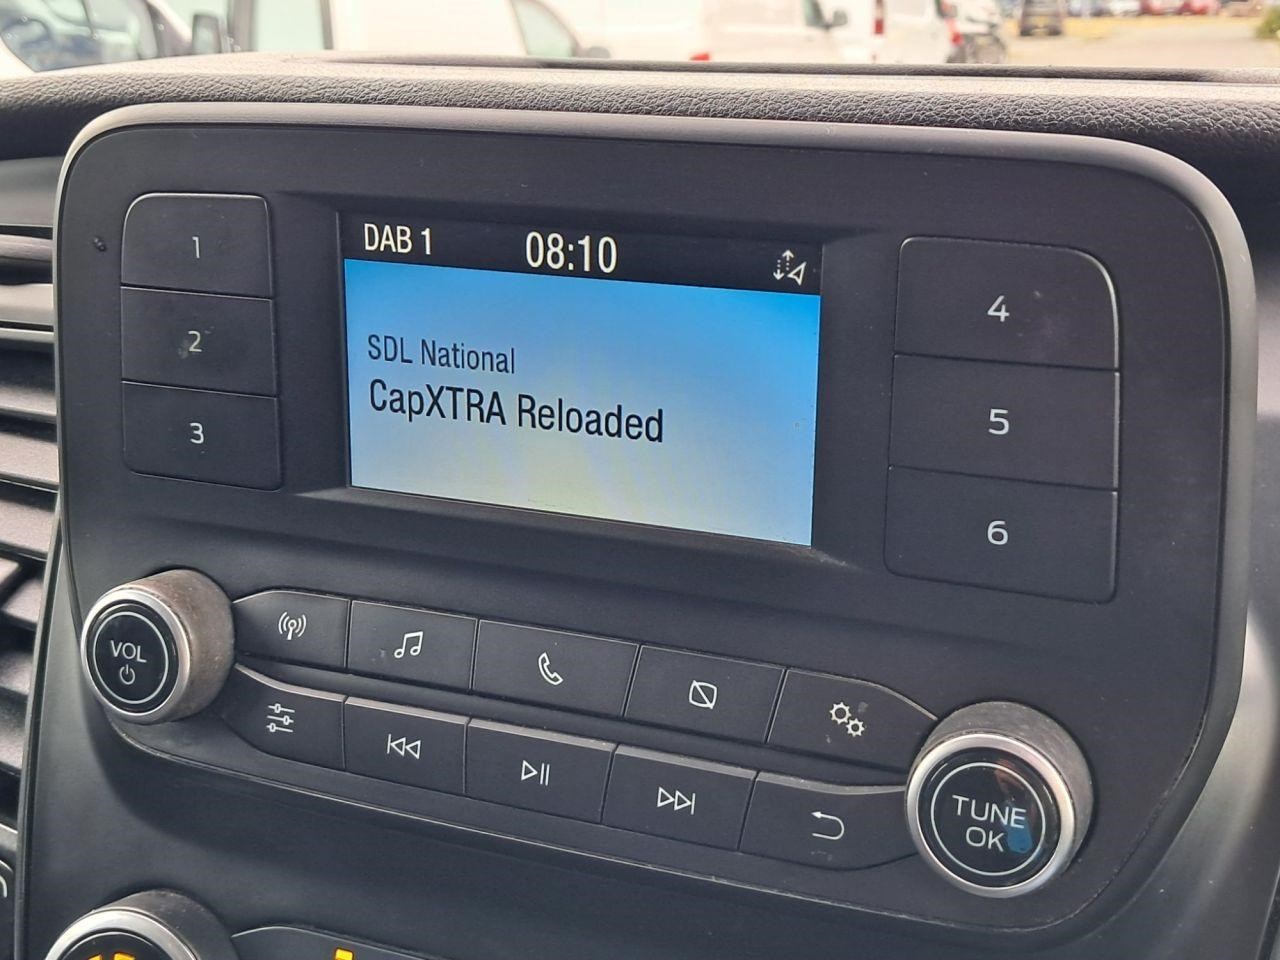 DAB 1 08:10
SDL National
CapXTRA Reloaded
1
2
3
4
5
6
VOL
TUNE
OK